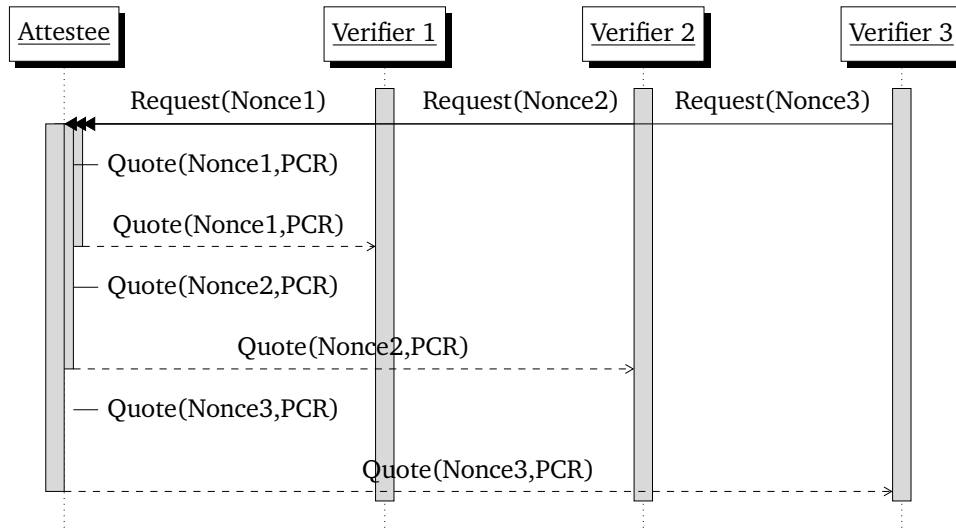 Attestee
Verifier 1
Verifier 2
Verifier 3
Request(Nonce1)
Request(Nonce2)
Request(Nonce3)
Quote(Nonce1,PCR)
Quote(Nonce1,PCR)
Quote(Nonce2,PCR)
Quote(Nonce2,PCR)
Quote(Nonce3,PCR)
Quote(Nonce3,PCR)